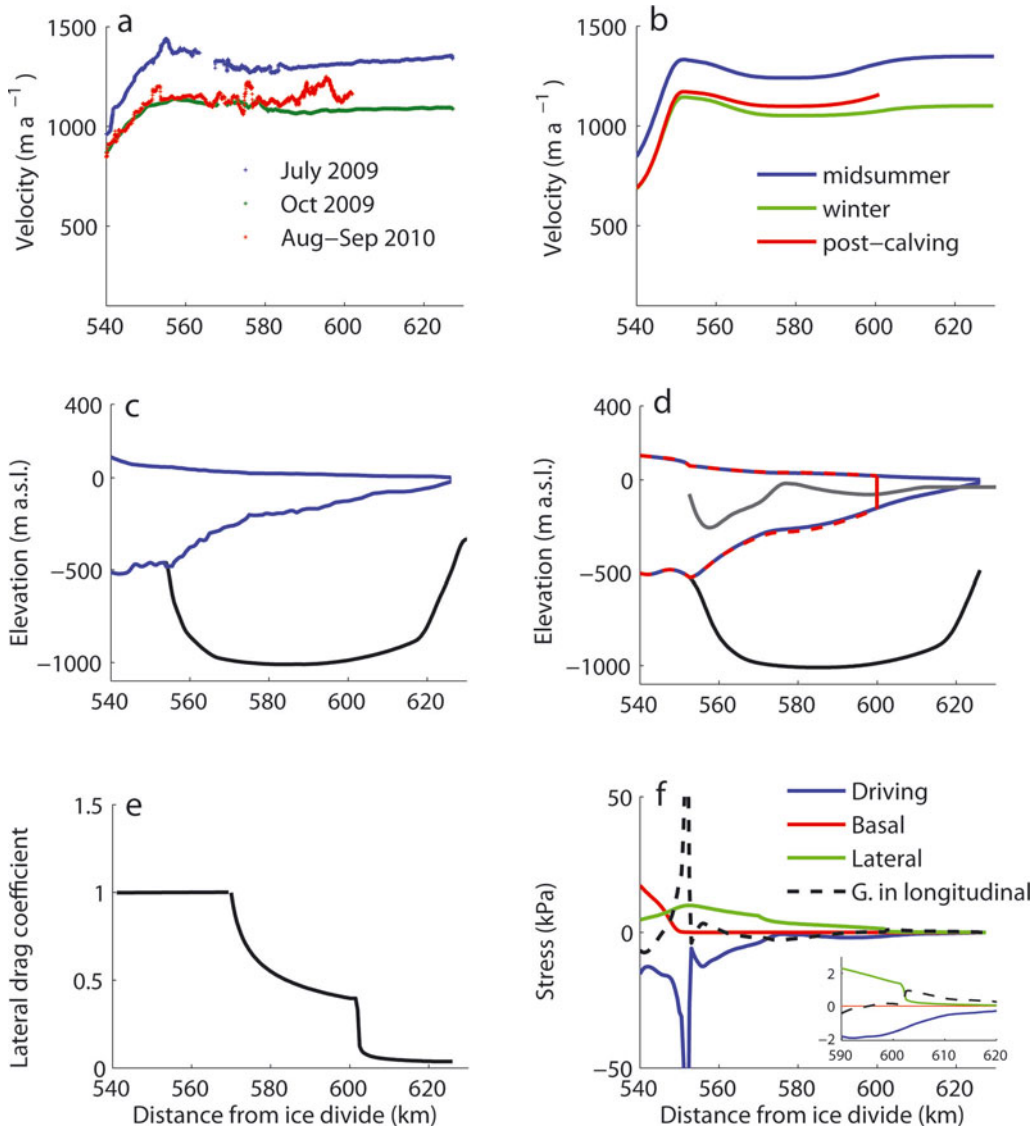 a
1500
1000
500
Velocity (m a⁻¹)
July 2009
Oct 2009
Aug–Sep 2010
540 560 580 600 620
b
1500
1000
500
Velocity (m a⁻¹)
midsummer
winter
post–calving
540 560 580 600 620
c
400
0
−500
−1000
Elevation (m a.s.l.)
540 560 580 600 620
d
400
0
−500
−1000
Elevation (m a.s.l.)
540 560 580 600 620
e
1.5
1
0.5
0
Lateral drag coefficient
540 560 580 600 620
Distance from ice divide (km)
f
50
0
−50
Stress (kPa)
Driving
Basal
Lateral
G. in longitudinal
2
0
−2
590 600 610 620
540 560 580 600 620
Distance from ice divide (km)